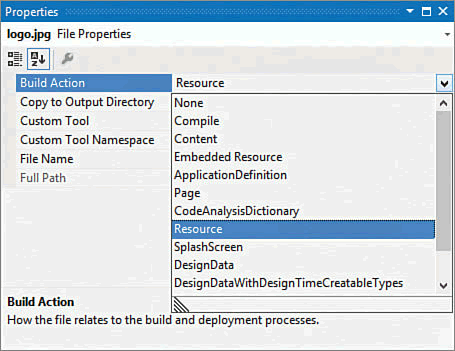 Properties
logo.jpg File Properties
Build Action Resource
Copy to Output Directory None
Custom Tool Compile
Custom Tool Namespace Content
File Name Embedded Resource
Full Path ApplicationDefinition
Page
CodeAnalysisDictionary
Resource
SplashScreen
DesignData
DesignDataWithDesignTimeCreatableTypes
Build Action
How the file relates to the build and deployment processes.